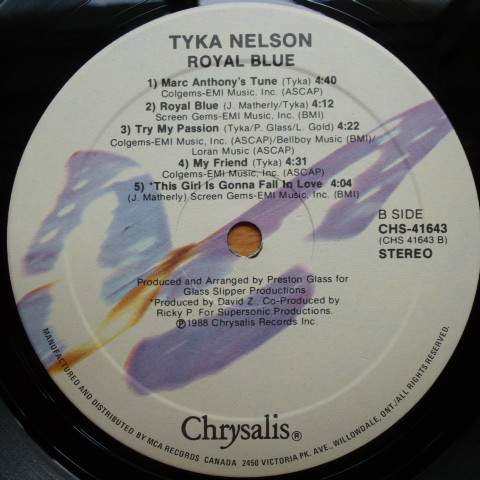 TYKA NELSON
ROYAL BLUE
1) Marc Anthony's Tune (Tyka) 4:40
Colgems-EMI Music, Inc. (ASCAP)
2) Royal Blue (J. Matherly/Tyka) 4:12
Screen Gems-EMI Music, Inc. (BMI)
3) Try My Passion (Tyka/P. Glass/L. Gold) 4:22
Colgems-EMI Music, Inc. (ASCAP)/Bellboy Music (BMI)/
Loran Music (ASCAP)
4) My Friend (Tyka) 4:31
Colgems-EMI Music, Inc. (ASCAP)
5) *This Girl Is Gonna Fall In Love 4:04
(J. Matherly) Screen Gems-EMI Music, Inc. (BMI)
B SIDE
CHS-41643
(CHS 41643 B)
STEREO
Produced and Arranged by Preston Glass for
Glass Slipper Productions
*Produced by David Z., Co-Produced by
Ricky P. For Supersonic Productions.
℗1988 Chrysalis Records Inc.
Chrysalis®
MANUFACTURED AND DISTRIBUTED BY MCA RECORDS CANADA 2450 VICTORIA PK. AVE., WILLOWDALE, ONT./ALL RIGHTS RESERVED.